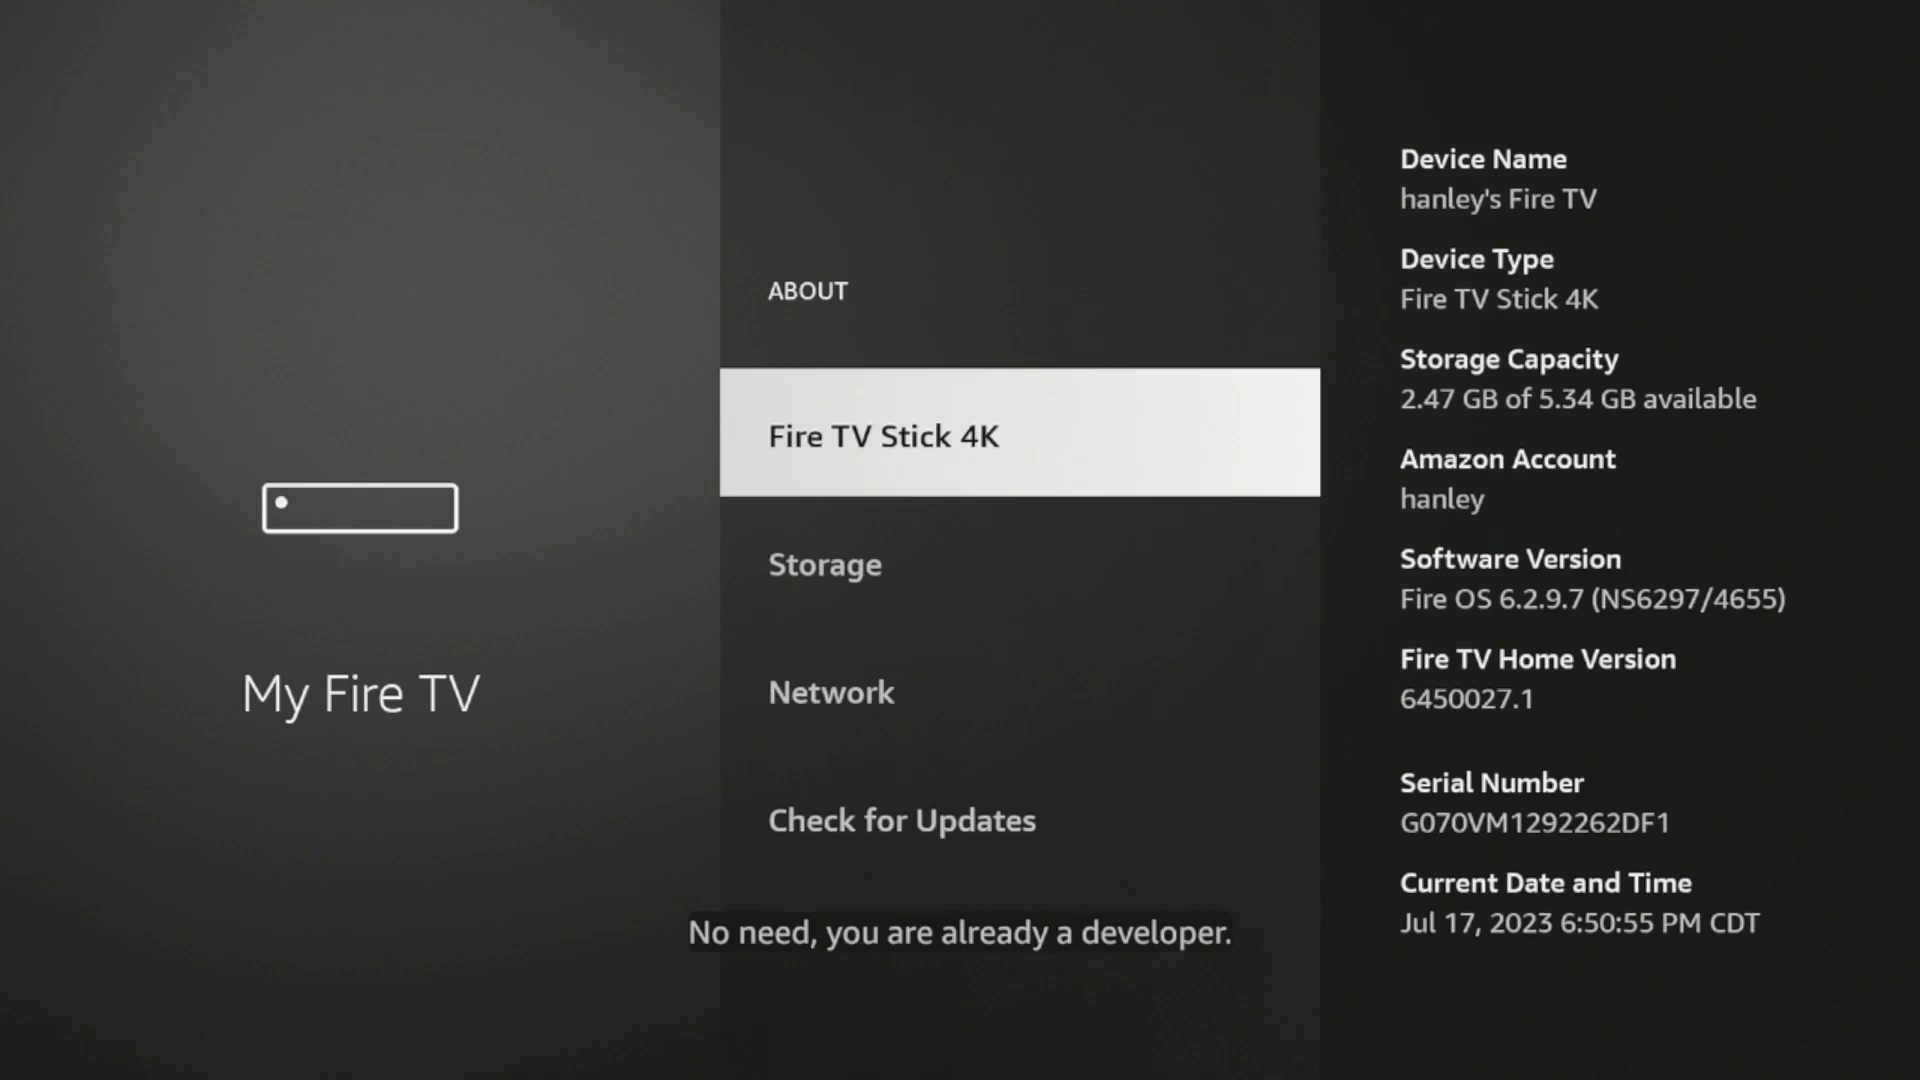 My Fire TV
ABOUT
Fire TV Stick 4K
Storage
Network
Check for Updates
No need, you are already a developer.
Device Name
hanley's Fire TV
Device Type
Fire TV Stick 4K
Storage Capacity
2.47 GB of 5.34 GB available
Amazon Account
hanley
Software Version
Fire OS 6.2.9.7 (NS6297/4655)
Fire TV Home Version
6450027.1
Serial Number
G070VM1292262DF1
Current Date and Time
Jul 17, 2023 6:50:55 PM CDT